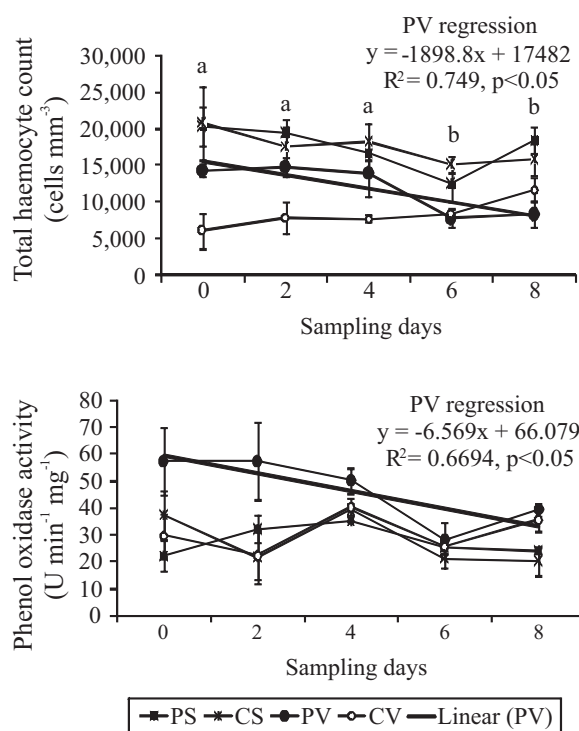 PV regression
y = -1898.8x + 17482
R² = 0.749, p<0.05
Total haemocyte count
(cells mm⁻³)
30,000
25,000
20,000
15,000
10,000
5,000
0
a
a
a
b
b
0 2 4 6 8
Sampling days
PV regression
y = -6.569x + 66.079
R² = 0.6694, p<0.05
Phenol oxidase activity
(U min⁻¹ mg⁻¹)
80
70
60
50
40
30
20
10
0
0 2 4 6 8
Sampling days
PS CS PV CV Linear (PV)